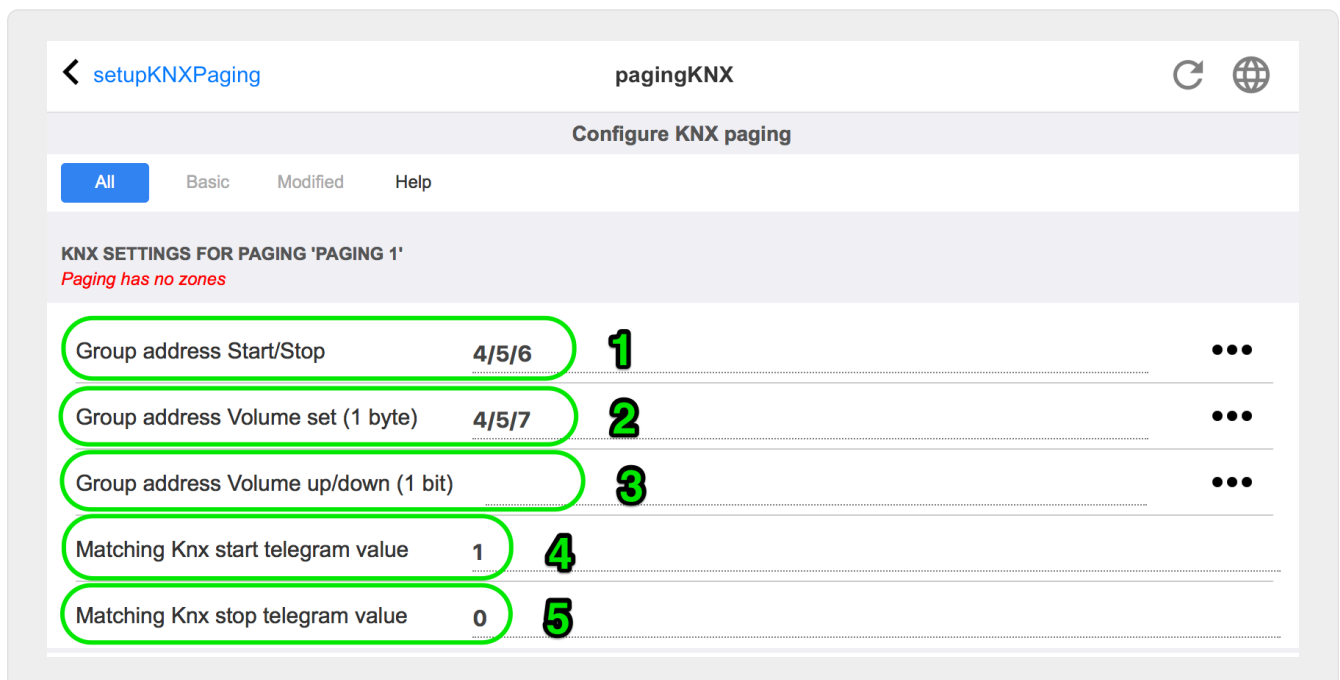 setupKNXPaging pagingKNX
Configure KNX paging
All Basic Modified Help
KNX SETTINGS FOR PAGING 'PAGING 1'
Paging has no zones
Group address Start/Stop 4/5/6 1
Group address Volume set (1 byte) 4/5/7 2
Group address Volume up/down (1 bit) 3
Matching Knx start telegram value 1 4
Matching Knx stop telegram value 0 5